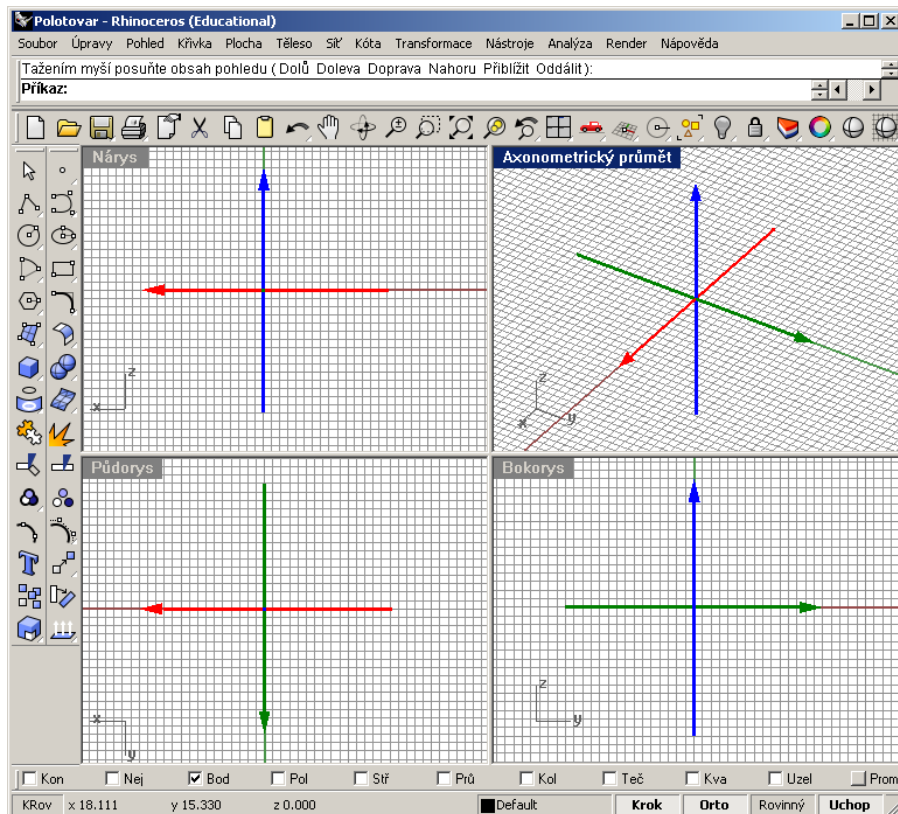 Polotovar - Rhinoceros (Educational)
Soubor Úpravy Pohled Křivka Plocha Těleso Síť Kóta Transformace Nástroje Analýza Render Nápověda
Tažením myší posuňte obsah pohledu ( Dolů Doleva Doprava Nahoru Přiblížit Oddálit ):
Příkaz:
Nárys
z
x
Axonometrický průmět
z
x
y
Půdorys
x
y
Bokorys
z
y
Kon Nej Bod Pol Stř Prů Kol Teč Kva Uzel Prom
KRov x 18.111 y 15.330 z 0.000 Default Krok Orto Rovinný Uchop